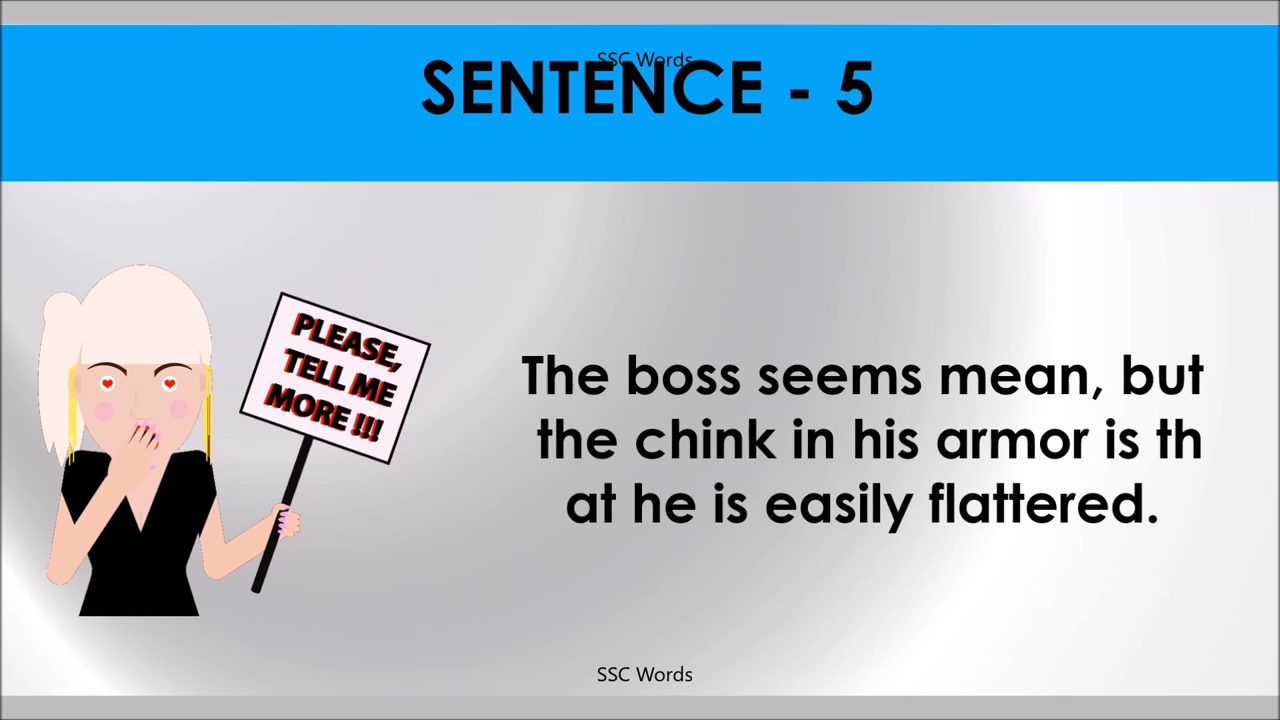 SSC Words
SENTENCE - 5
PLEASE,
TELL ME
MORE !!!
The boss seems mean, but
the chink in his armor is th
at he is easily flattered.
SSC Words